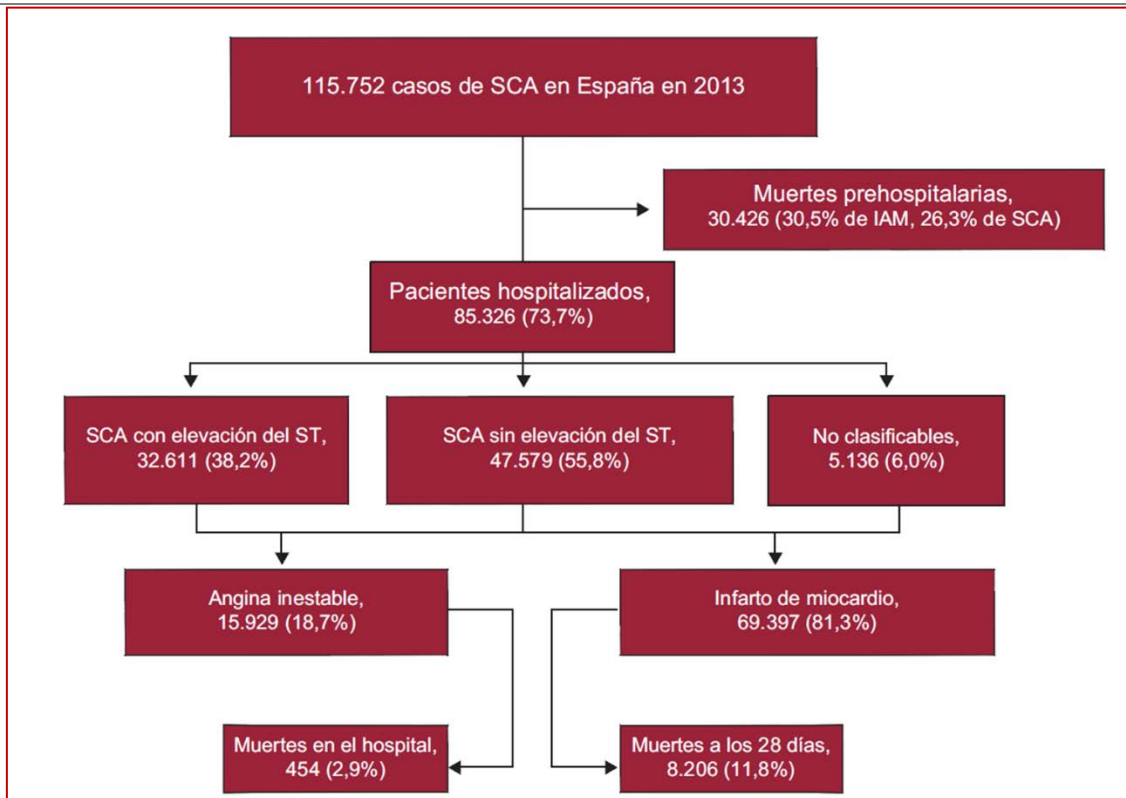 115.752 casos de SCA en España en 2013
Muertes prehospitalarias,
30.426 (30,5% de IAM, 26,3% de SCA)
Pacientes hospitalizados,
85.326 (73,7%)
SCA con elevación del ST,
32.611 (38,2%)
SCA sin elevación del ST,
47.579 (55,8%)
No clasificables,
5.136 (6,0%)
Angina inestable,
15.929 (18,7%)
Infarto de miocardio,
69.397 (81,3%)
Muertes en el hospital,
454 (2,9%)
Muertes a los 28 días,
8.206 (11,8%)